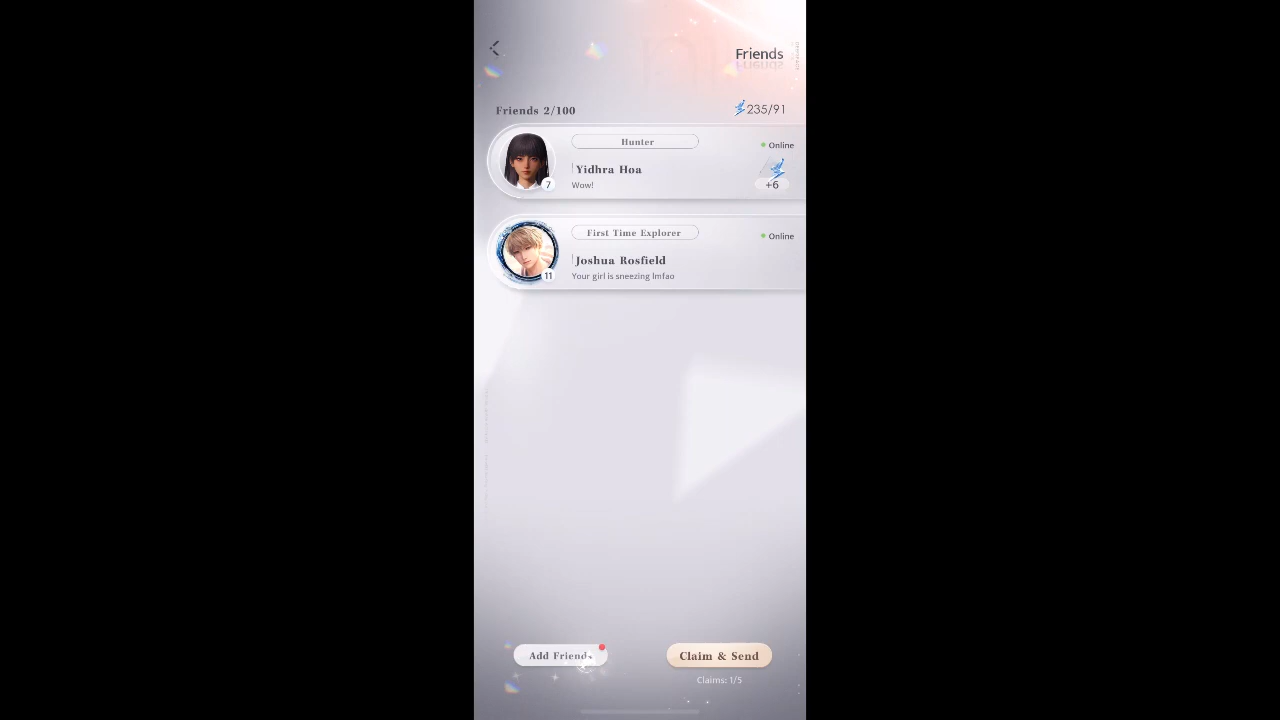 Friends
Friends 2/100
235/91
Hunter
Online
Yidhra Hoa
Wow!
7
+6
First Time Explorer
Online
Joshua Rosfield
Your girl is sneezing lmfao
11
Add Friends
Claim & Send
Claims: 1/5